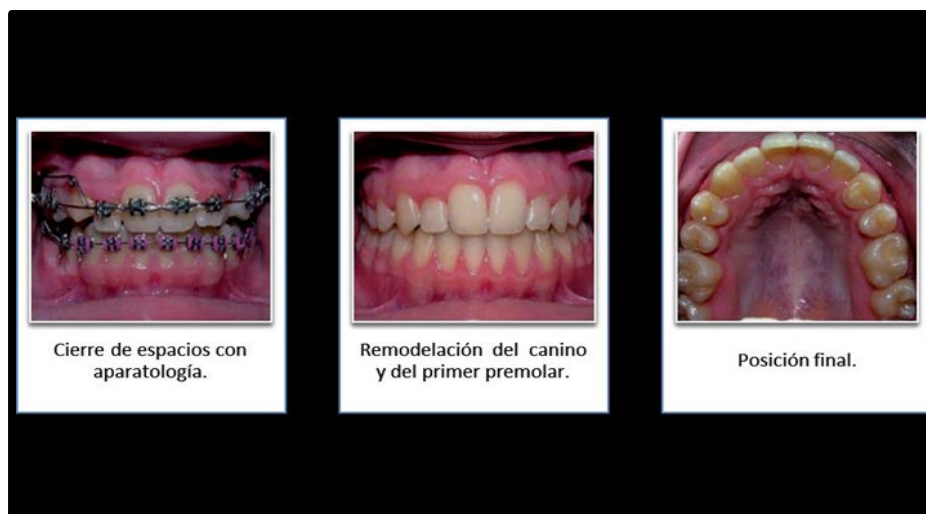 Cierre de espacios con
aparatología.
Remodelación del canino
y del primer premolar.
Posición final.